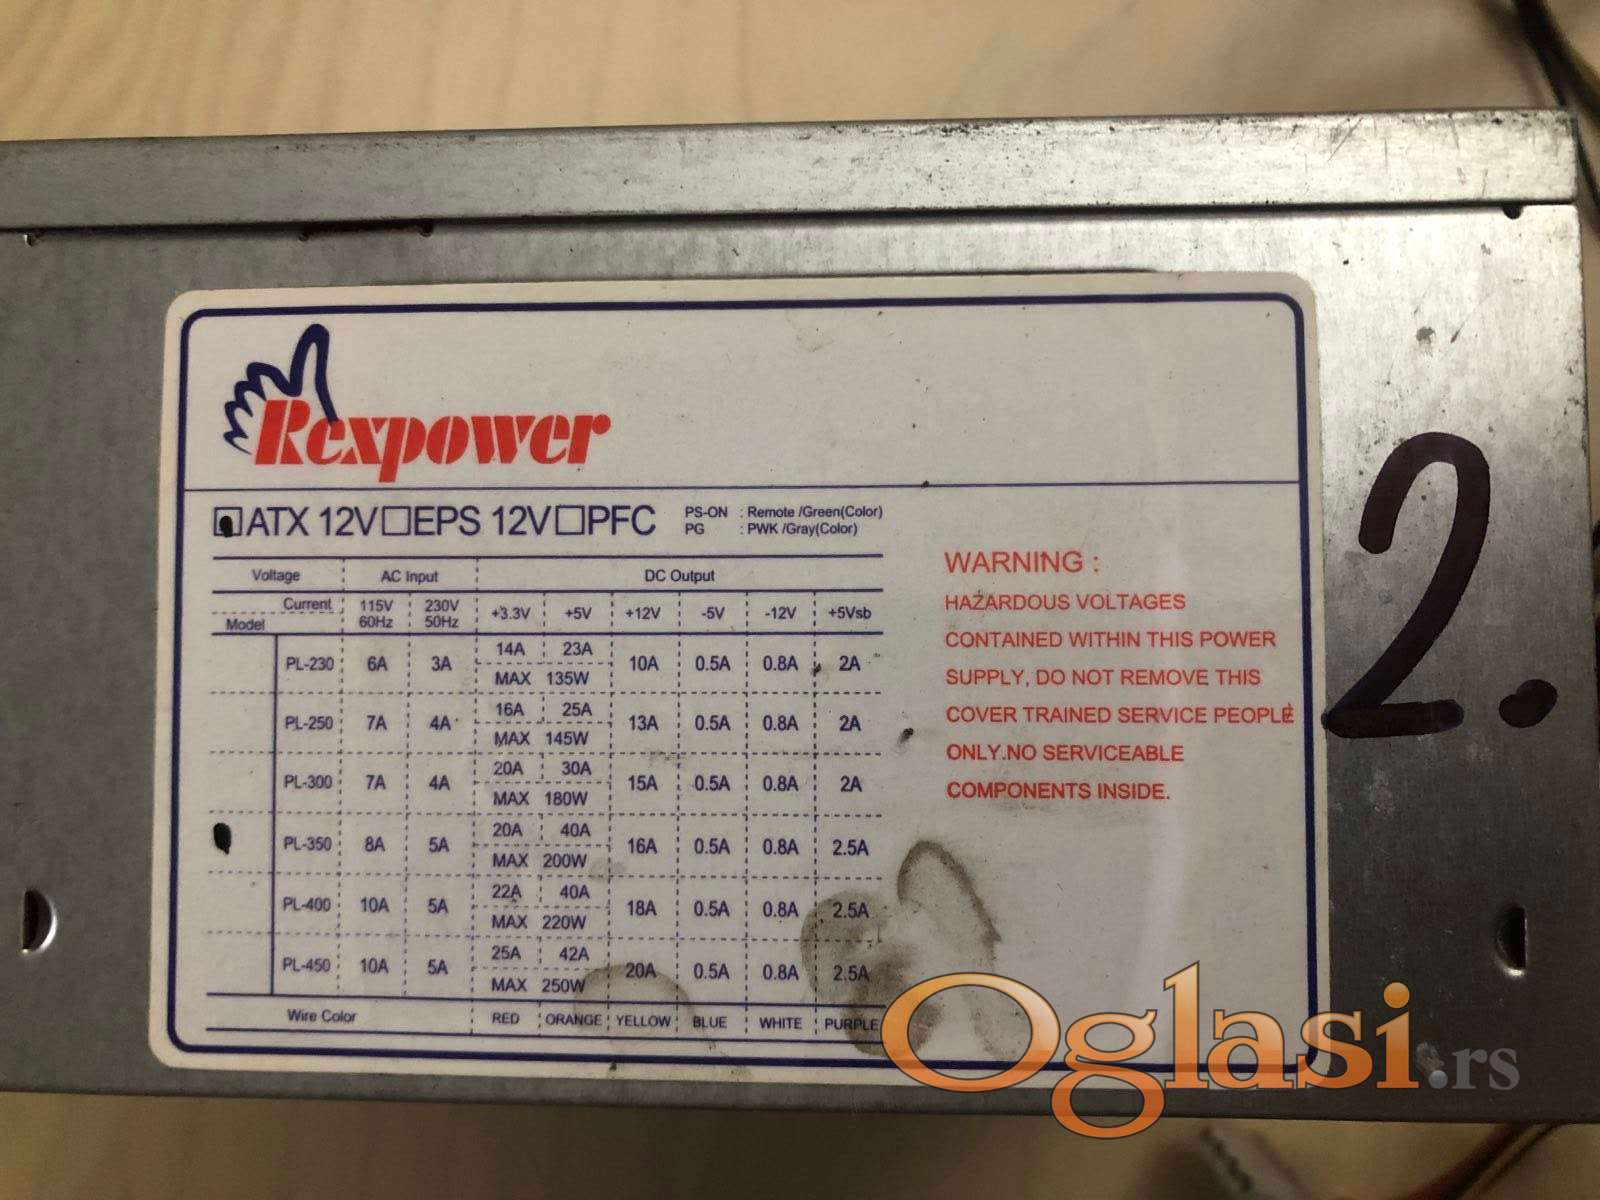 Rexpower
ATX 12V EPS 12V PFC
PS-ON : Remote /Green(Color)
PG : PWK /Gray(Color)
Voltage AC Input DC Output
Current 115V 60Hz 230V 50Hz +3.3V +5V +12V -5V -12V +5Vsb
Model
PL-230 6A 3A 14A 23A 10A 0.5A 0.8A 2A
MAX 135W
PL-250 7A 4A 16A 25A 13A 0.5A 0.8A 2A
MAX 145W
PL-300 7A 4A 20A 30A 15A 0.5A 0.8A 2A
MAX 180W
PL-350 8A 5A 20A 40A 16A 0.5A 0.8A 2.5A
MAX 200W
PL-400 10A 5A 22A 40A 18A 0.5A 0.8A 2.5A
MAX 220W
PL-450 10A 5A 25A 42A 20A 0.5A 0.8A 2.5A
MAX 250W
Wire Color RED ORANGE YELLOW BLUE WHITE PURPLE
WARNING :
HAZARDOUS VOLTAGES
CONTAINED WITHIN THIS POWER
SUPPLY, DO NOT REMOVE THIS
COVER TRAINED SERVICE PEOPLE
ONLY.NO SERVICEABLE
COMPONENTS INSIDE.
2.
Oglasi.rs